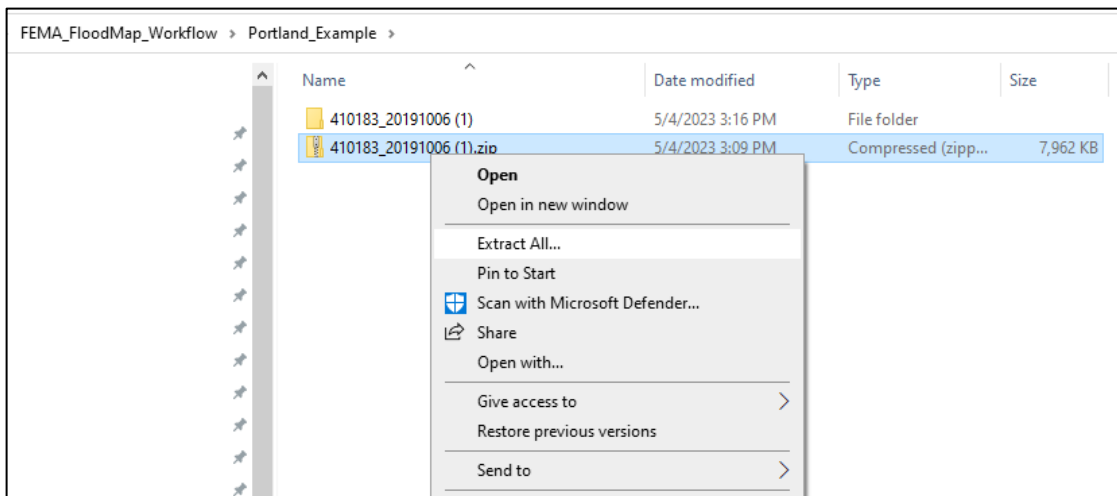 FEMA_FloodMap_Workflow > Portland_Example >
Name Date modified Type Size
410183_20191006 (1) 5/4/2023 3:16 PM File folder
410183_20191006 (1).zip 5/4/2023 3:09 PM Compressed (zipp... 7,962 KB
Open
Open in new window
Extract All...
Pin to Start
Scan with Microsoft Defender...
Share
Open with...
Give access to
Restore previous versions
Send to